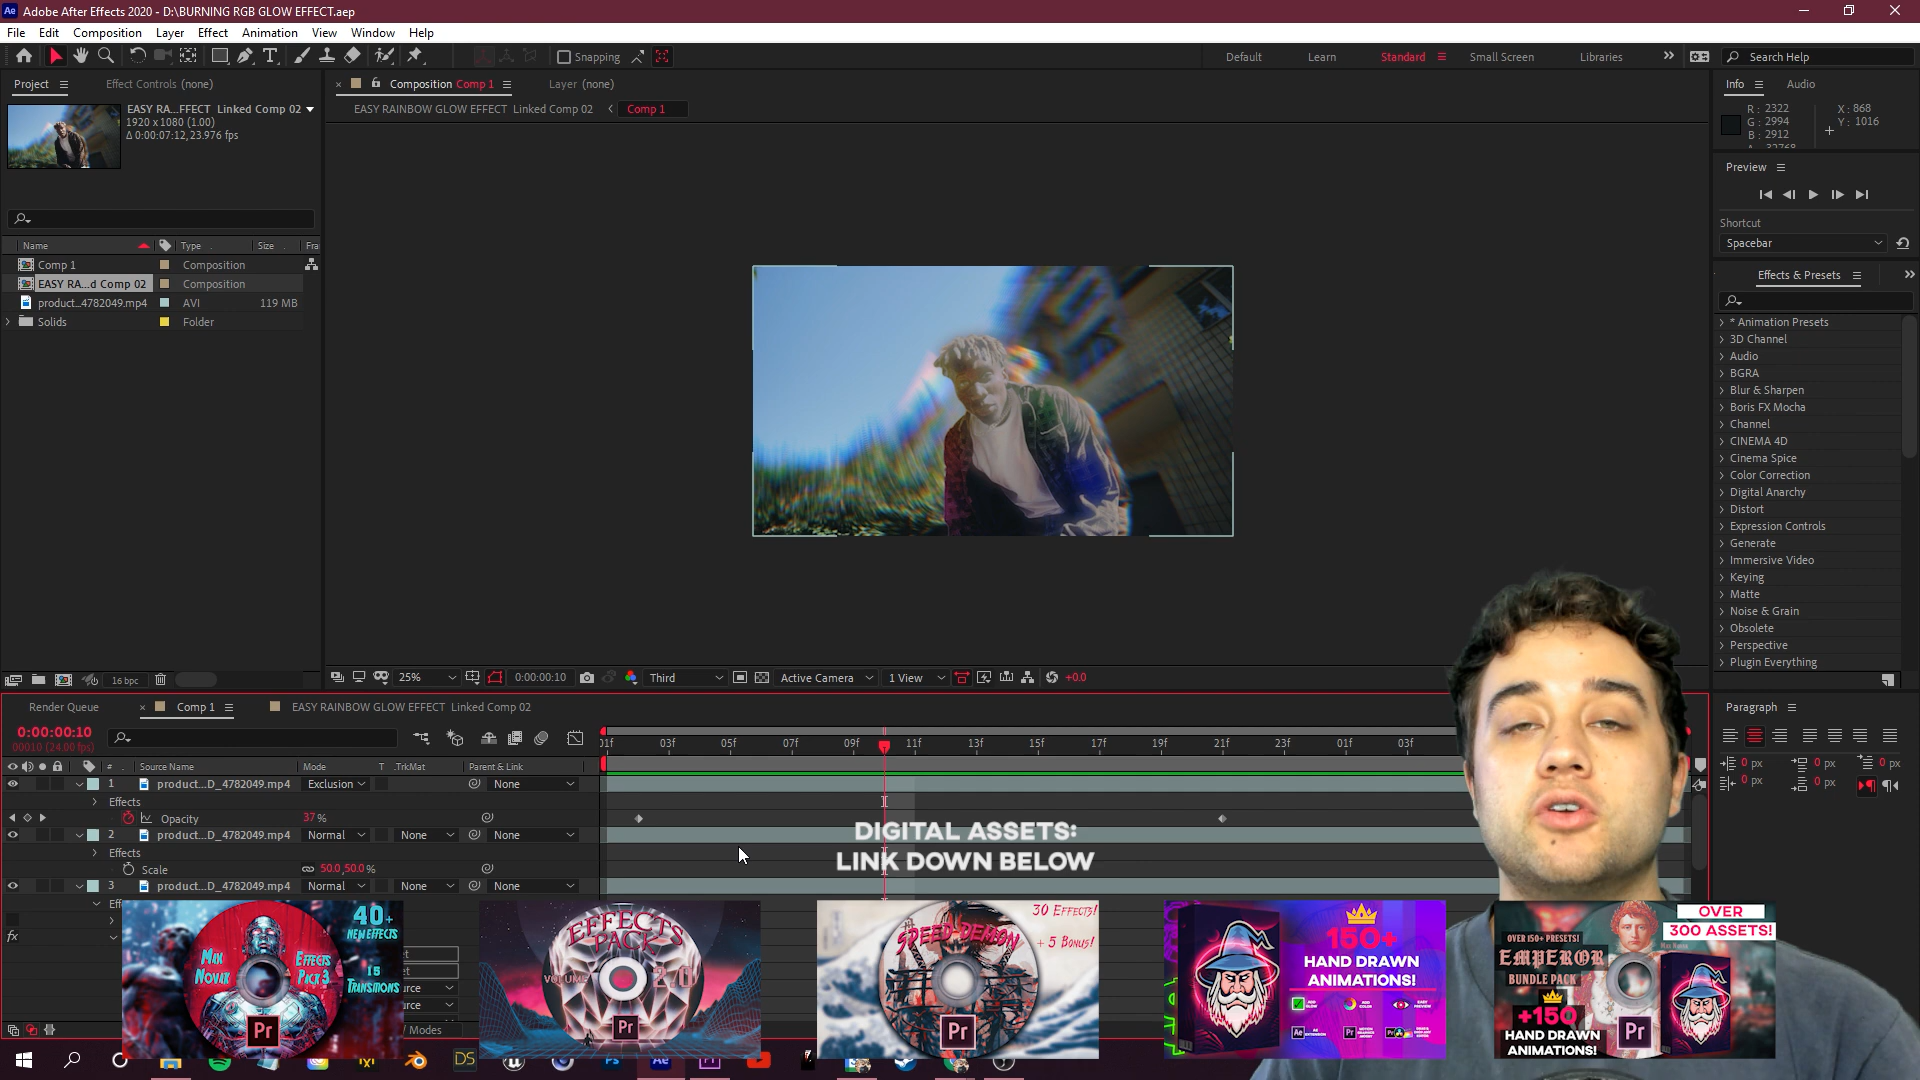 Adobe After Effects 2020 - D:\BURNING RGB GLOW EFFECT.aep
File Edit Composition Layer Effect Animation View Window Help
Snapping
Default Learn Standard Small Screen Libraries
Search Help
Project Effect Controls (none)
EASY RA...FFECT Linked Comp 02
1920 x 1080 (1.00)
Δ 0:00:07:12, 23.976 fps
Name Type Size Fra
Comp 1 Composition
EASY RA...d Comp 02 Composition
product...4782049.mp4 AVI 119 MB
Solids Folder
16 bpc
Composition Comp 1
Layer (none)
EASY RAINBOW GLOW EFFECT Linked Comp 02
Comp 1
25% 0:00:00:10 Third Active Camera 1 View +0.0
Info Audio
R: 2322
G: 2994
B: 2912
X: 868
Y: 1016
Preview
Shortcut
Spacebar
Effects & Presets
* Animation Presets
3D Channel
Audio
BGRA
Blur & Sharpen
Boris FX Mocha
Channel
CINEMA 4D
Cinema Spice
Color Correction
Digital Anarchy
Distort
Expression Controls
Generate
Immersive Video
Keying
Matte
Noise & Grain
Obsolete
Perspective
Plugin Everything
Paragraph
0 px 0 px 0 px
0 px 0 px
Render Queue Comp 1 EASY RAINBOW GLOW EFFECT Linked Comp 02
0:00:00:10
00010 (24.00 fps)
01f 03f 05f 07f 09f 11f 13f 15f 17f 19f 21f 23f 01f 03f
# Source Name Mode T .TrkMat Parent & Link
1 product...D_4782049.mp4 Exclusion None
Effects
Opacity 37 %
2 product...D_4782049.mp4 Normal None None
Effects
Scale 50.0,50.0 %
3 product...D_4782049.mp4 Normal None None
fx
Modes
DIGITAL ASSETS:
LINK DOWN BELOW
40+
NEW EFFECTS
MAX NOVAK
EFFECTS PACK 3
15
TRANSITIONS
Pr
EFFECTS PACK
VOLUME 2.0
Pr
SPEED DEMON
30 EFFECTS!
+ 5 BONUS!
Pr
150+
HAND DRAWN
ANIMATIONS!
Ae
Pr
OVER
300 ASSETS!
OVER 150+ PRESETS!
EMPEROR
BUNDLE PACK
+150
HAND DRAWN
ANIMATIONS!
Pr
DS
Ps
Ae